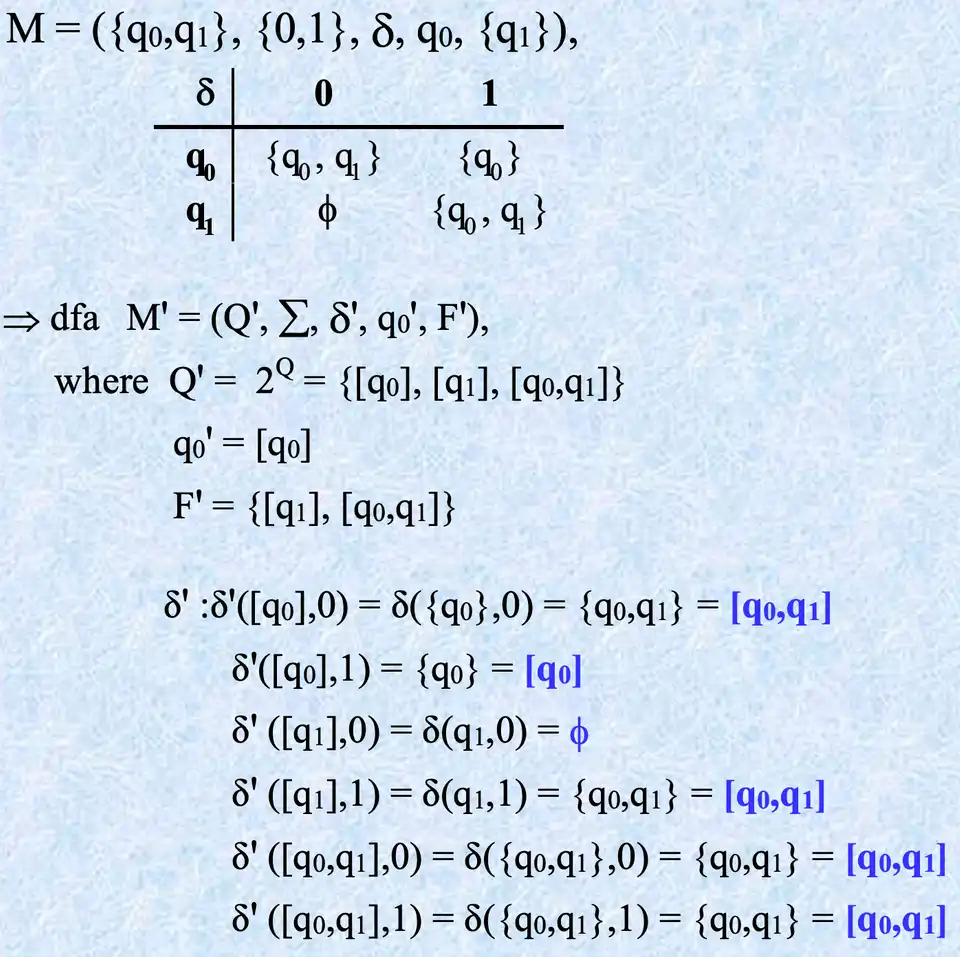 M = ({q₀,q₁}, {0,1}, δ, q₀, {q₁}),
δ 0 1
q₀ {q₀, q₁} {q₀}
q₁ ϕ {q₀, q₁}
⇒ dfa M' = (Q', ∑, δ', q₀', F'),
where Q' = 2^Q = {[q₀], [q₁], [q₀,q₁]}
q₀' = [q₀]
F' = {[q₁], [q₀,q₁]}
δ' :δ'([q₀],0) = δ({q₀},0) = {q₀,q₁} = [q₀,q₁]
δ'([q₀],1) = {q₀} = [q₀]
δ' ([q₁],0) = δ(q₁,0) = ϕ
δ' ([q₁],1) = δ(q₁,1) = {q₀,q₁} = [q₀,q₁]
δ' ([q₀,q₁],0) = δ({q₀,q₁},0) = {q₀,q₁} = [q₀,q₁]
δ' ([q₀,q₁],1) = δ({q₀,q₁},1) = {q₀,q₁} = [q₀,q₁]